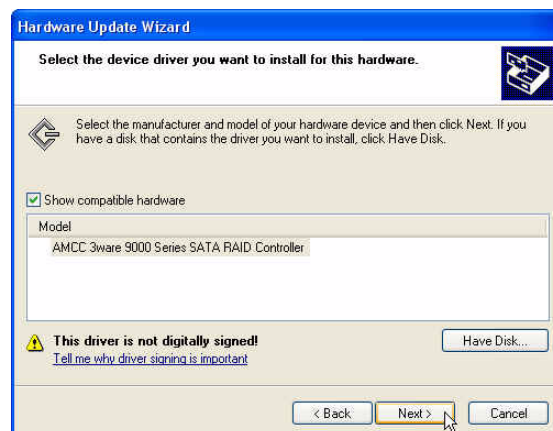 Hardware Update Wizard
Select the device driver you want to install for this hardware.
Select the manufacturer and model of your hardware device and then click Next. If you
have a disk that contains the driver you want to install, click Have Disk.
Show compatible hardware
Model
AMCC 3ware 9000 Series SATA RAID Controller
This driver is not digitally signed!
Have Disk...
Tell me why driver signing is important
< Back
Next >
Cancel